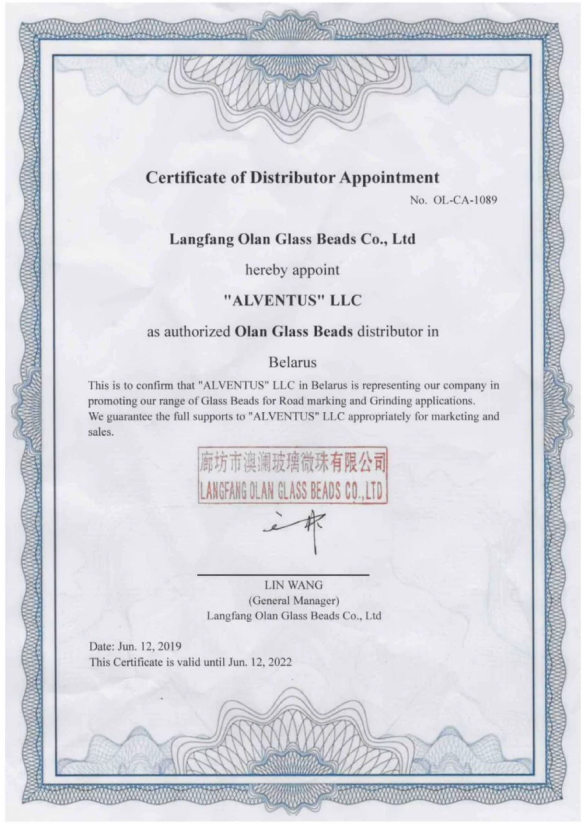 Certificate of Distributor Appointment
No. OL-CA-1089
Langfang Olan Glass Beads Co., Ltd
hereby appoint
"ALVENTUS" LLC
as authorized Olan Glass Beads distributor in
Belarus
This is to confirm that "ALVENTUS" LLC in Belarus is representing our company in
promoting our range of Glass Beads for Road marking and Grinding applications.
We guarantee the full supports to "ALVENTUS" LLC appropriately for marketing and
sales.
廊坊市澳澜玻璃微珠有限公司
LANGFANG OLAN GLASS BEADS CO.,LTD
LIN WANG
(General Manager)
Langfang Olan Glass Beads Co., Ltd
Date: Jun. 12, 2019
This Certificate is valid until Jun. 12, 2022